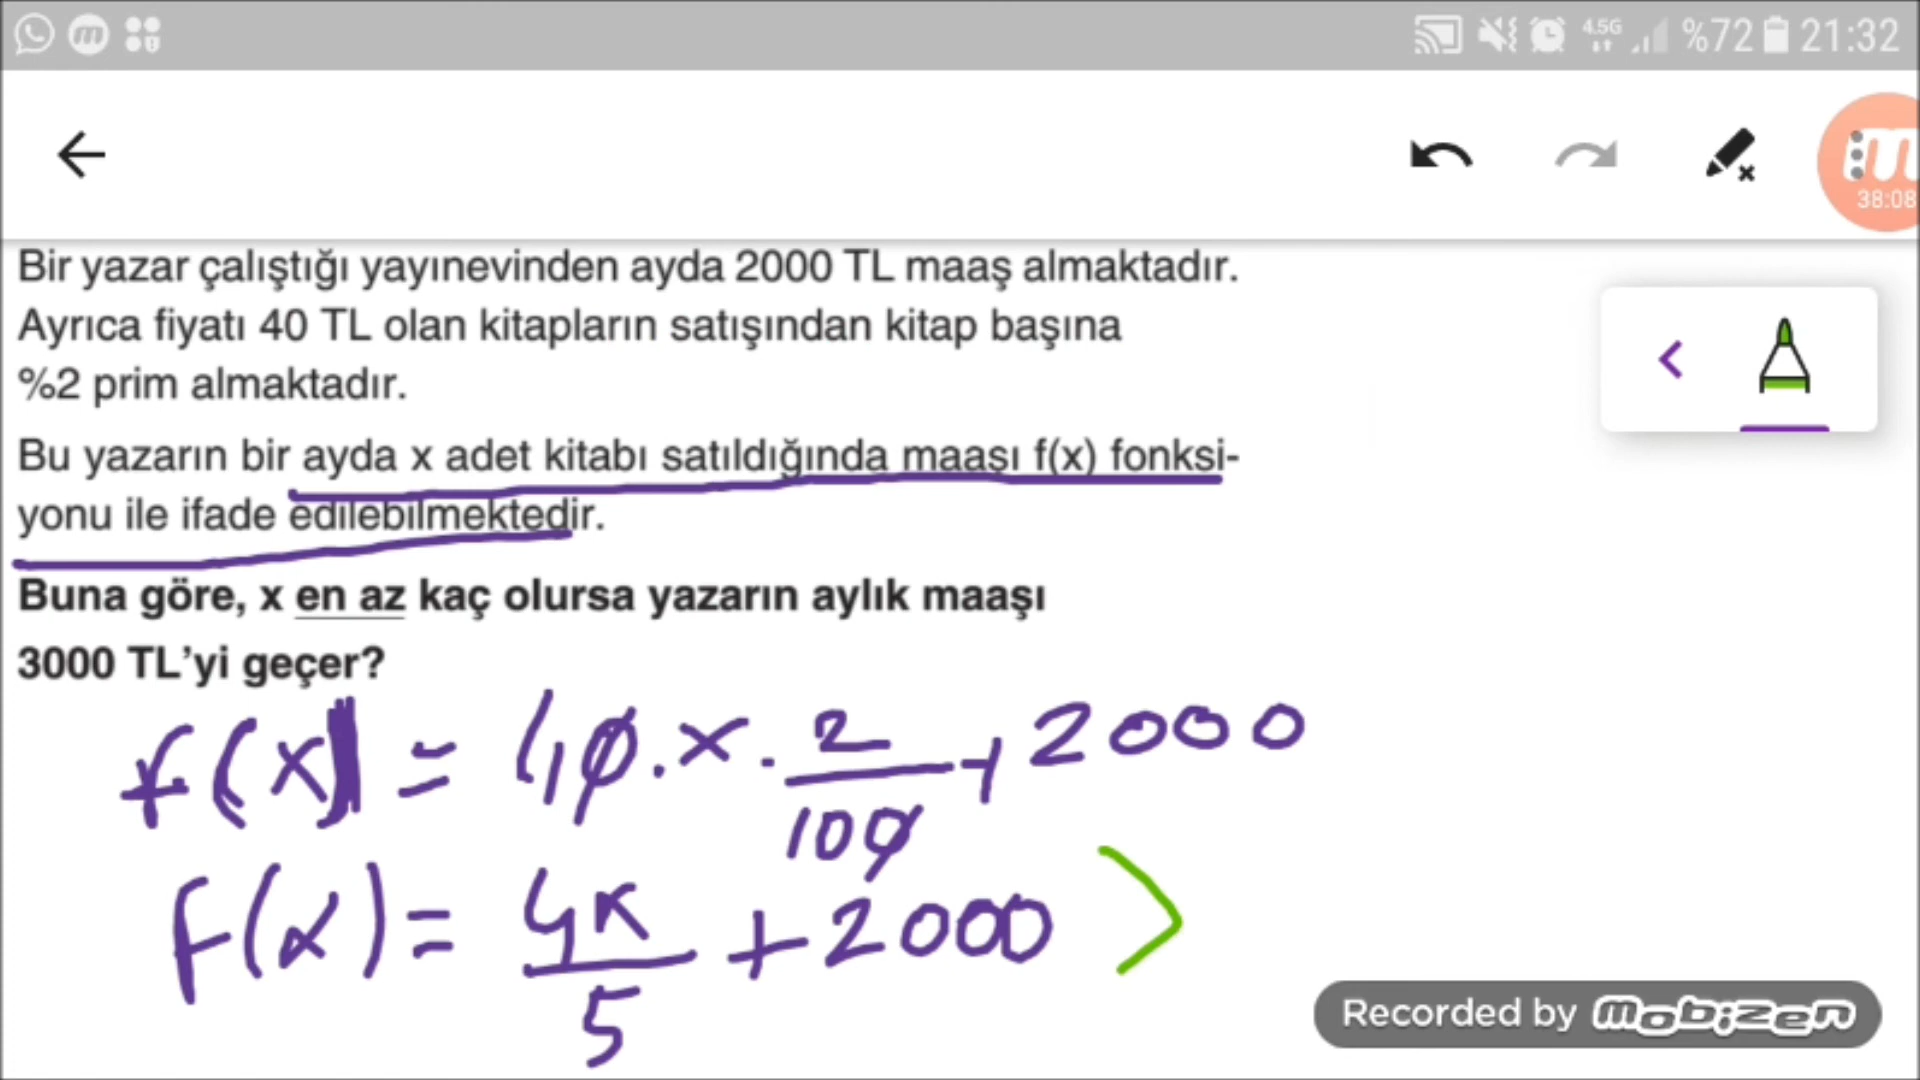 4.5G %72 21:32
38:08
Bir yazar çalıştığı yayınevinden ayda 2000 TL maaş almaktadır.
Ayrıca fiyatı 40 TL olan kitapların satışından kitap başına
%2 prim almaktadır.
Bu yazarın bir ayda x adet kitabı satıldığında maaşı f(x) fonksi-
yonu ile ifade edilebilmektedir.
Buna göre, x en az kaç olursa yazarın aylık maaşı
3000 TL'yi geçer?
f(x) = 40.x.2/100 + 2000
f(x) = 4x/5 + 2000 >
Recorded by mobizen